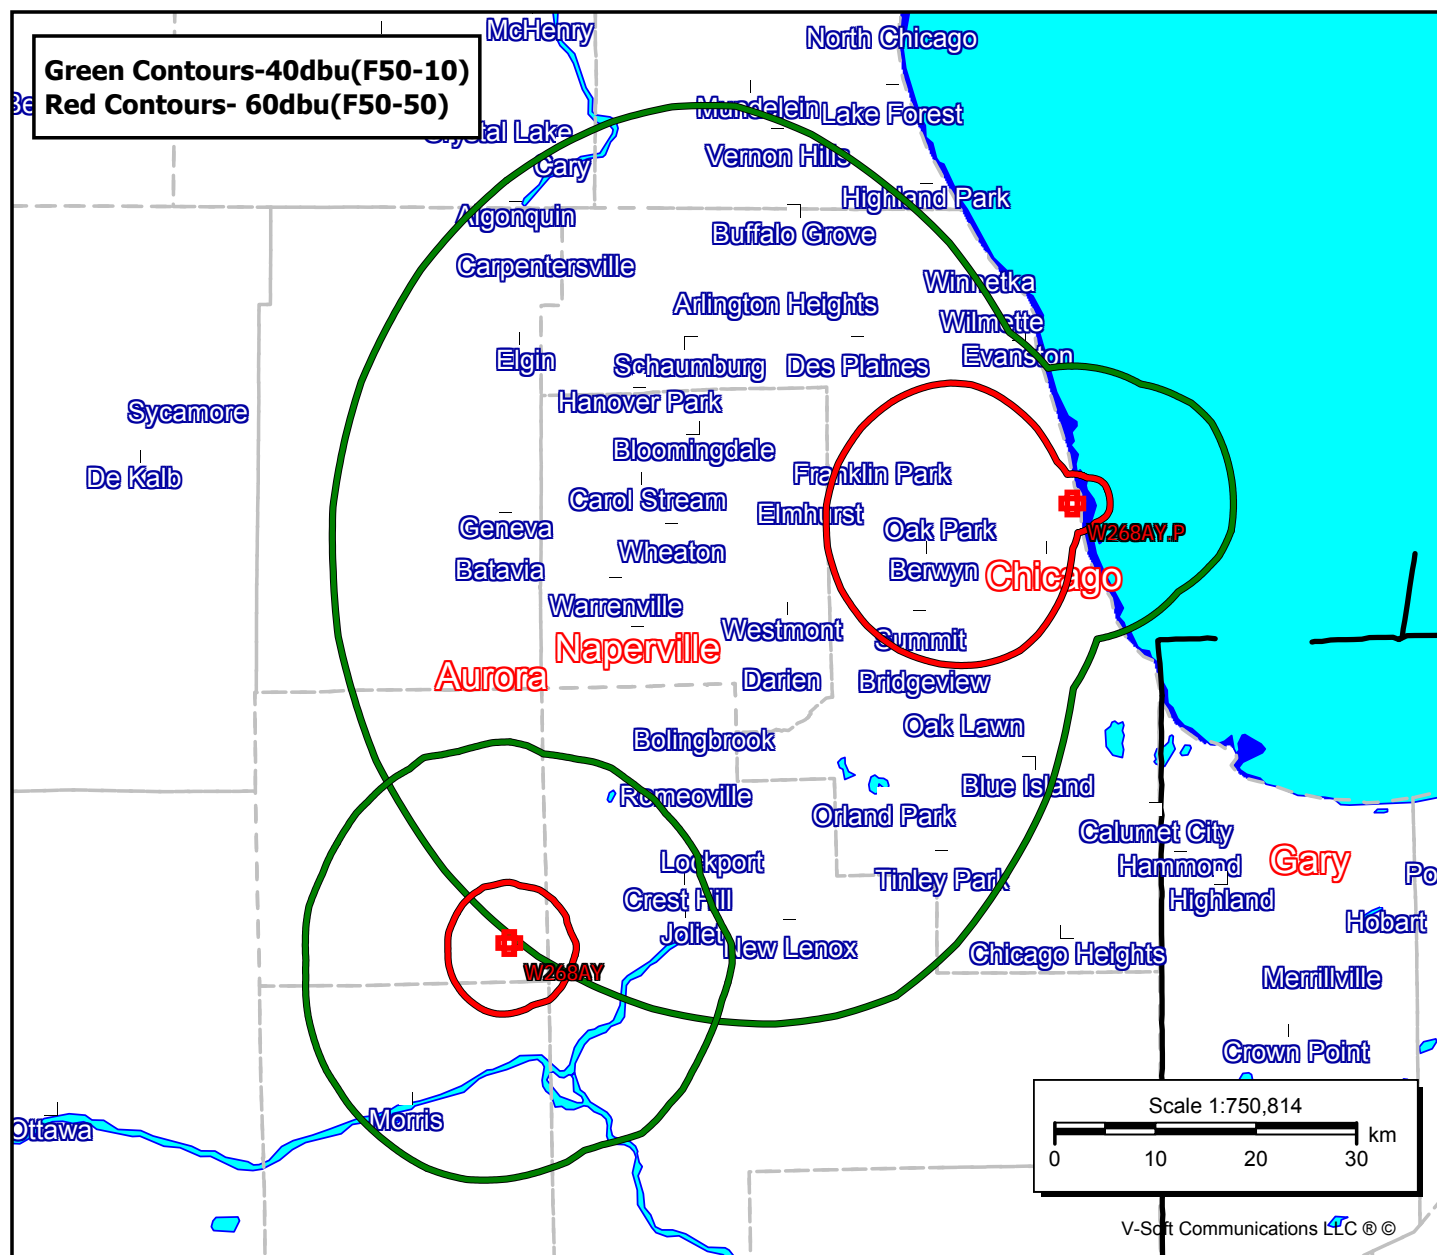 McHenry
North Chicago
Green Contours-40dbu(F50-10)
Red Contours- 60dbu(F50-50)
Mundelein
Lake Forest
Crystal Lake
Vernon Hills
Cary
Highland Park
Algonquin
Buffalo Grove
Carpentersville
Winnetka
Arlington Heights
Wilmette
Evanston
Elgin
Schaumburg
Des Plaines
Hanover Park
Sycamore
Bloomingdale
De Kalb
Franklin Park
Carol Stream
Elmhurst
Geneva
Oak Park
W268AY.P
Wheaton
Batavia
Berwyn
Chicago
Warrenville
Westmont
Summit
Naperville
Aurora
Darien
Bridgeview
Oak Lawn
Bolingbrook
Blue Island
Romeoville
Orland Park
Calumet City
Lockport
Hammond
Gary
Tinley Park
Po
Crest Hill
Highland
Hobart
Joliet
New Lenox
Chicago Heights
W268AY
Merrillville
Crown Point
Scale 1:750,814
km
0 10 20 30
Morris
Ottawa
V-Soft Communications LLC ® ©